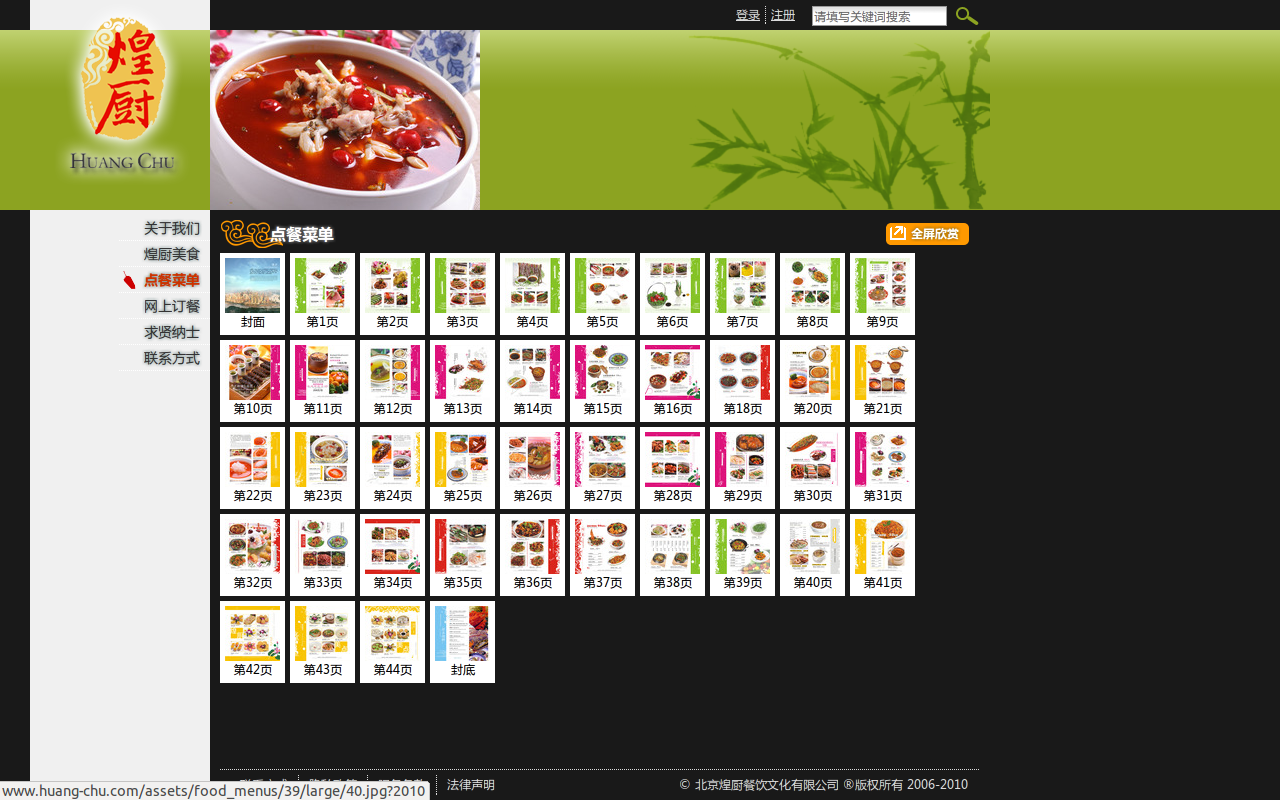 登录 注册 请填写关键词搜索
煌厨
HUANG CHU
关于我们
煌厨美食
点餐菜单
网上订餐
求贤纳士
联系方式
点餐菜单 全屏欣赏
封面 第1页 第2页 第3页 第4页 第5页 第6页 第7页 第8页 第9页
第10页 第11页 第12页 第13页 第14页 第15页 第16页 第18页 第20页 第21页
第22页 第23页 第24页 第25页 第26页 第27页 第28页 第29页 第30页 第31页
第32页 第33页 第34页 第35页 第36页 第37页 第38页 第39页 第40页 第41页
第42页 第43页 第44页 封底
法律声明 © 北京煌厨餐饮文化有限公司 ®版权所有 2006-2010
www.huang-chu.com/assets/food_menus/39/large/40.jpg?2010